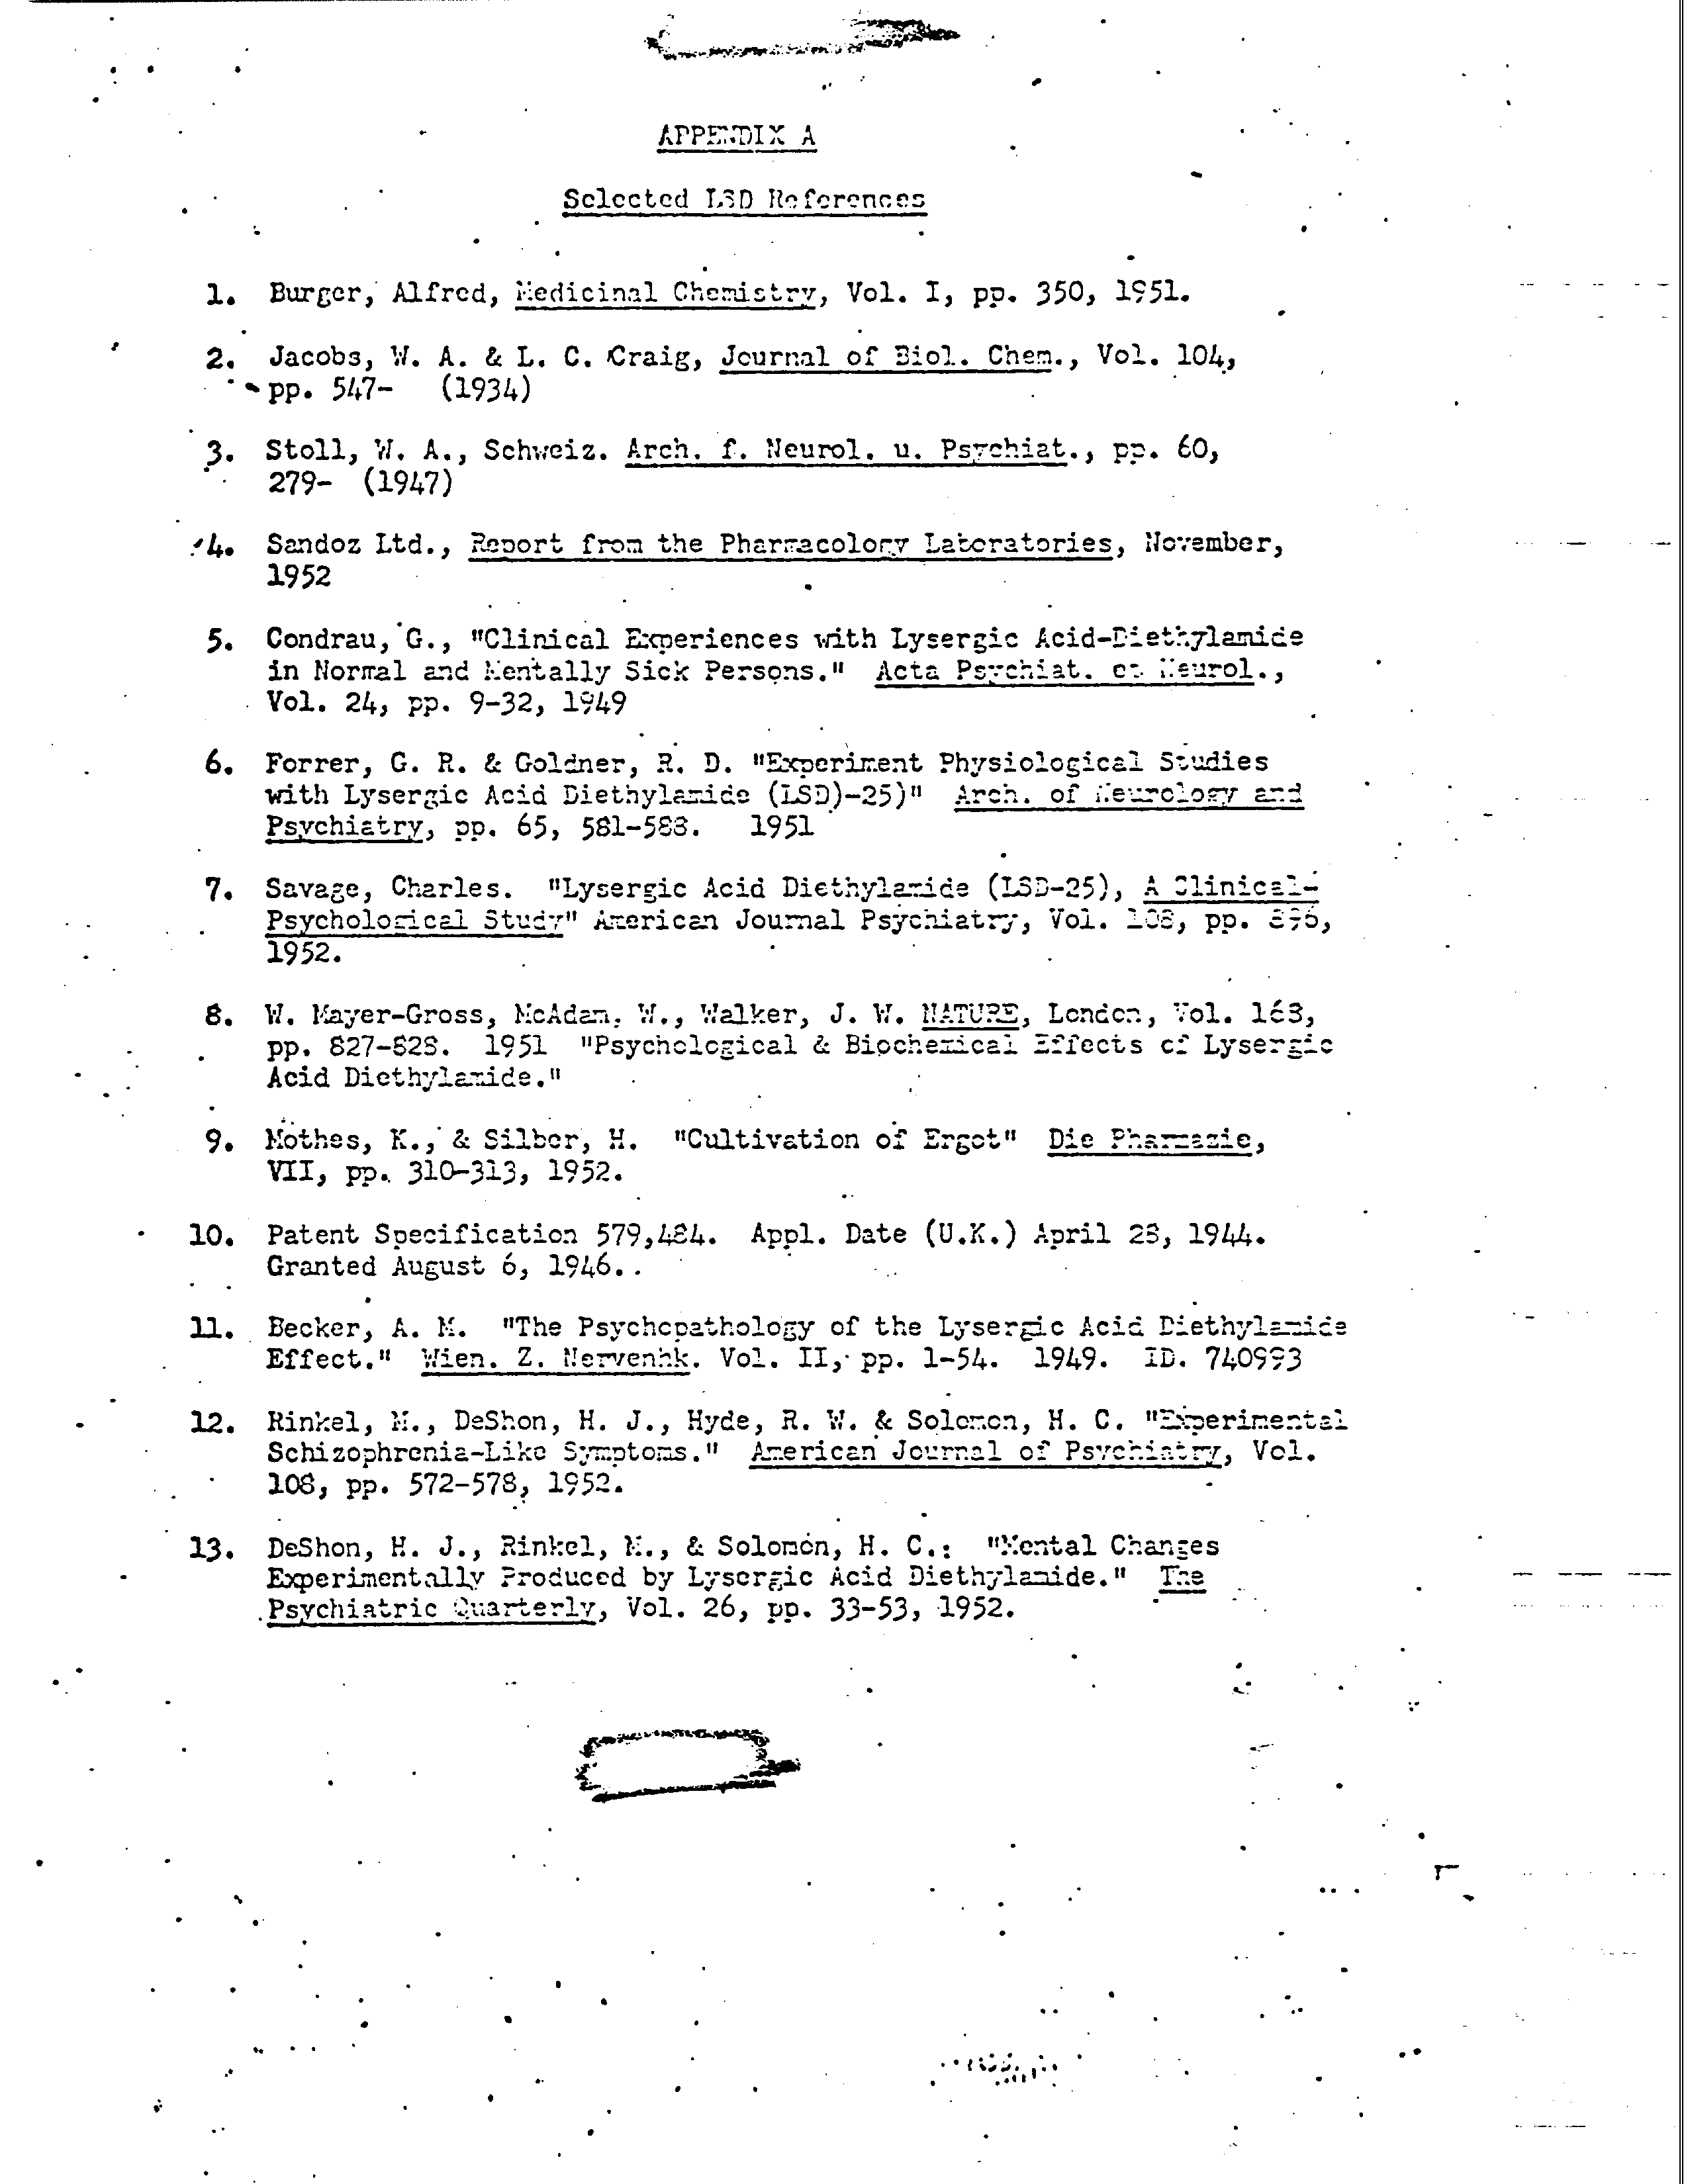 APPENDIX A
Selected LSD References
1. Burger, Alfred, Medicinal Chemistry, Vol. I, pp. 350, 1951.
2. Jacobs, W. A. & L. C. Craig, Journal of Biol. Chem., Vol. 104,
pp. 547- (1934)
3. Stoll, W. A., Schweiz. Arch. f. Neurol. u. Psychiat., pp. 60,
279- (1947)
4. Sandoz Ltd., Report from the Pharmacology Laboratories, November,
1952
5. Condrau, G., "Clinical Experiences with Lysergic Acid-Diethylamide
in Normal and Mentally Sick Persons." Acta Psychiat. et Neurol.,
Vol. 24, pp. 9-32, 1949
6. Forrer, G. R. & Goldner, R. D. "Experiment Physiological Studies
with Lysergic Acid Diethylamide (LSD)-25)" Arch. of Neurology and
Psychiatry, pp. 65, 581-588. 1951
7. Savage, Charles. "Lysergic Acid Diethylamide (LSD-25), A Clinical-
Psychological Study" American Journal Psychiatry, Vol. 108, pp. 896,
1952.
8. W. Mayer-Gross, McAdam, W., Walker, J. W. NATURE, London, Vol. 168,
pp. 827-828. 1951 "Psychological & Biochemical Effects of Lysergic
Acid Diethylamide."
9. Mothes, K., & Silber, H. "Cultivation of Ergot" Die Pharmazie,
VII, pp. 310-313, 1952.
10. Patent Specification 579,484. Appl. Date (U.K.) April 28, 1944.
Granted August 6, 1946.
11. Becker, A. M. "The Psychopathology of the Lysergic Acid Diethylamide
Effect." Wien. Z. Nervenhk. Vol. II, pp. 1-54. 1949. ID. 740993
12. Rinkel, M., DeShon, H. J., Hyde, R. W. & Solomon, H. C. "Experimental
Schizophrenia-Like Symptoms." American Journal of Psychiatry, Vol.
108, pp. 572-578, 1952.
13. DeShon, H. J., Rinkel, M., & Solomon, H. C.: "Mental Changes
Experimentally Produced by Lysergic Acid Diethylamide." The
Psychiatric Quarterly, Vol. 26, pp. 33-53, 1952.